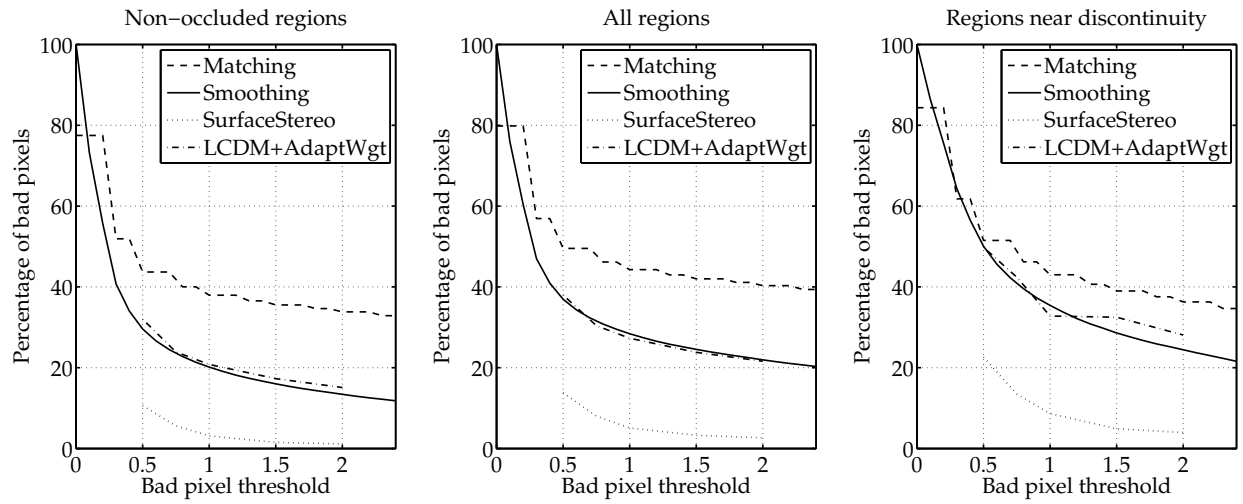 Non−occluded regions
100
80
60
40
20
0
0 0.5 1 1.5 2
Percentage of bad pixels
Bad pixel threshold
Matching
Smoothing
SurfaceStereo
LCDM+AdaptWgt
All regions
100
80
60
40
20
0
0 0.5 1 1.5 2
Percentage of bad pixels
Bad pixel threshold
Matching
Smoothing
SurfaceStereo
LCDM+AdaptWgt
Regions near discontinuity
100
80
60
40
20
0
0 0.5 1 1.5 2
Percentage of bad pixels
Bad pixel threshold
Matching
Smoothing
SurfaceStereo
LCDM+AdaptWgt